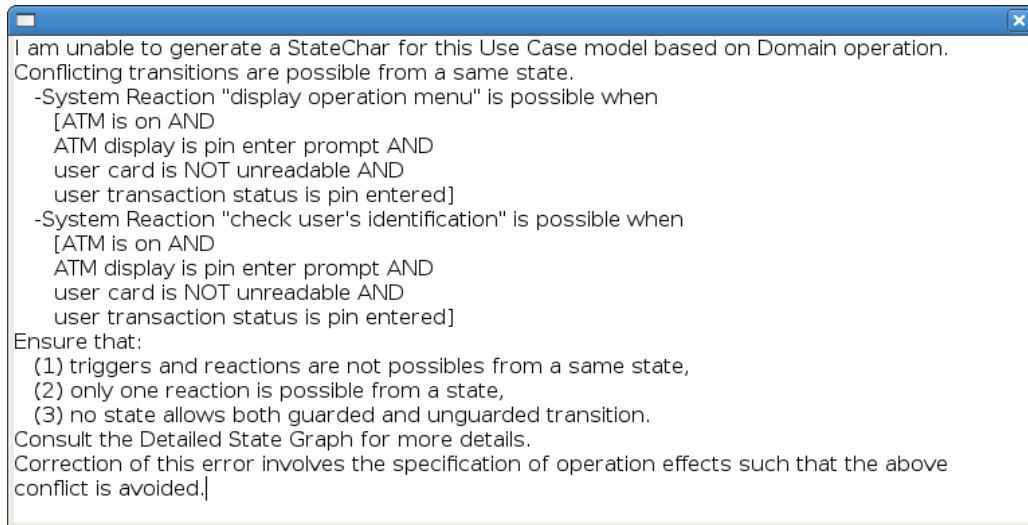 I am unable to generate a StateChar for this Use Case model based on Domain operation.
Conflicting transitions are possible from a same state.
-System Reaction "display operation menu" is possible when
[ATM is on AND
ATM display is pin enter prompt AND
user card is NOT unreadable AND
user transaction status is pin entered]
-System Reaction "check user's identification" is possible when
[ATM is on AND
ATM display is pin enter prompt AND
user card is NOT unreadable AND
user transaction status is pin entered]
Ensure that:
(1) triggers and reactions are not possibles from a same state,
(2) only one reaction is possible from a state,
(3) no state allows both guarded and unguarded transition.
Consult the Detailed State Graph for more details.
Correction of this error involves the specification of operation effects such that the above
conflict is avoided.